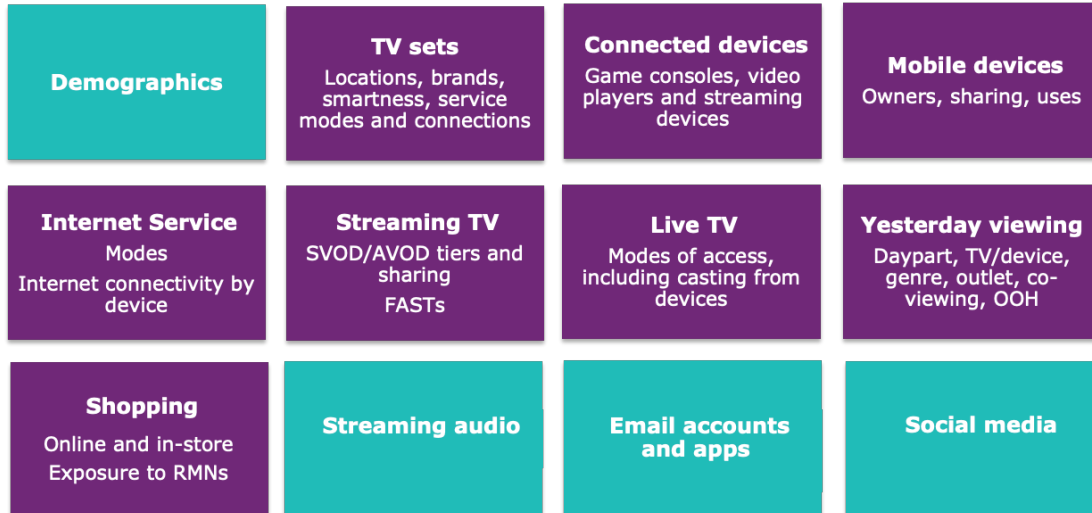 Demographics
TV sets
Locations, brands,
smartness, service
modes and connections
Connected devices
Game consoles, video
players and streaming
devices
Mobile devices
Owners, sharing, uses
Internet Service
Modes
Internet connectivity by
device
Streaming TV
SVOD/AVOD tiers and
sharing
FASTs
Live TV
Modes of access,
including casting from
devices
Yesterday viewing
Daypart, TV/device,
genre, outlet, co-
viewing, OOH
Shopping
Online and in-store
Exposure to RMNs
Streaming audio
Email accounts
and apps
Social media